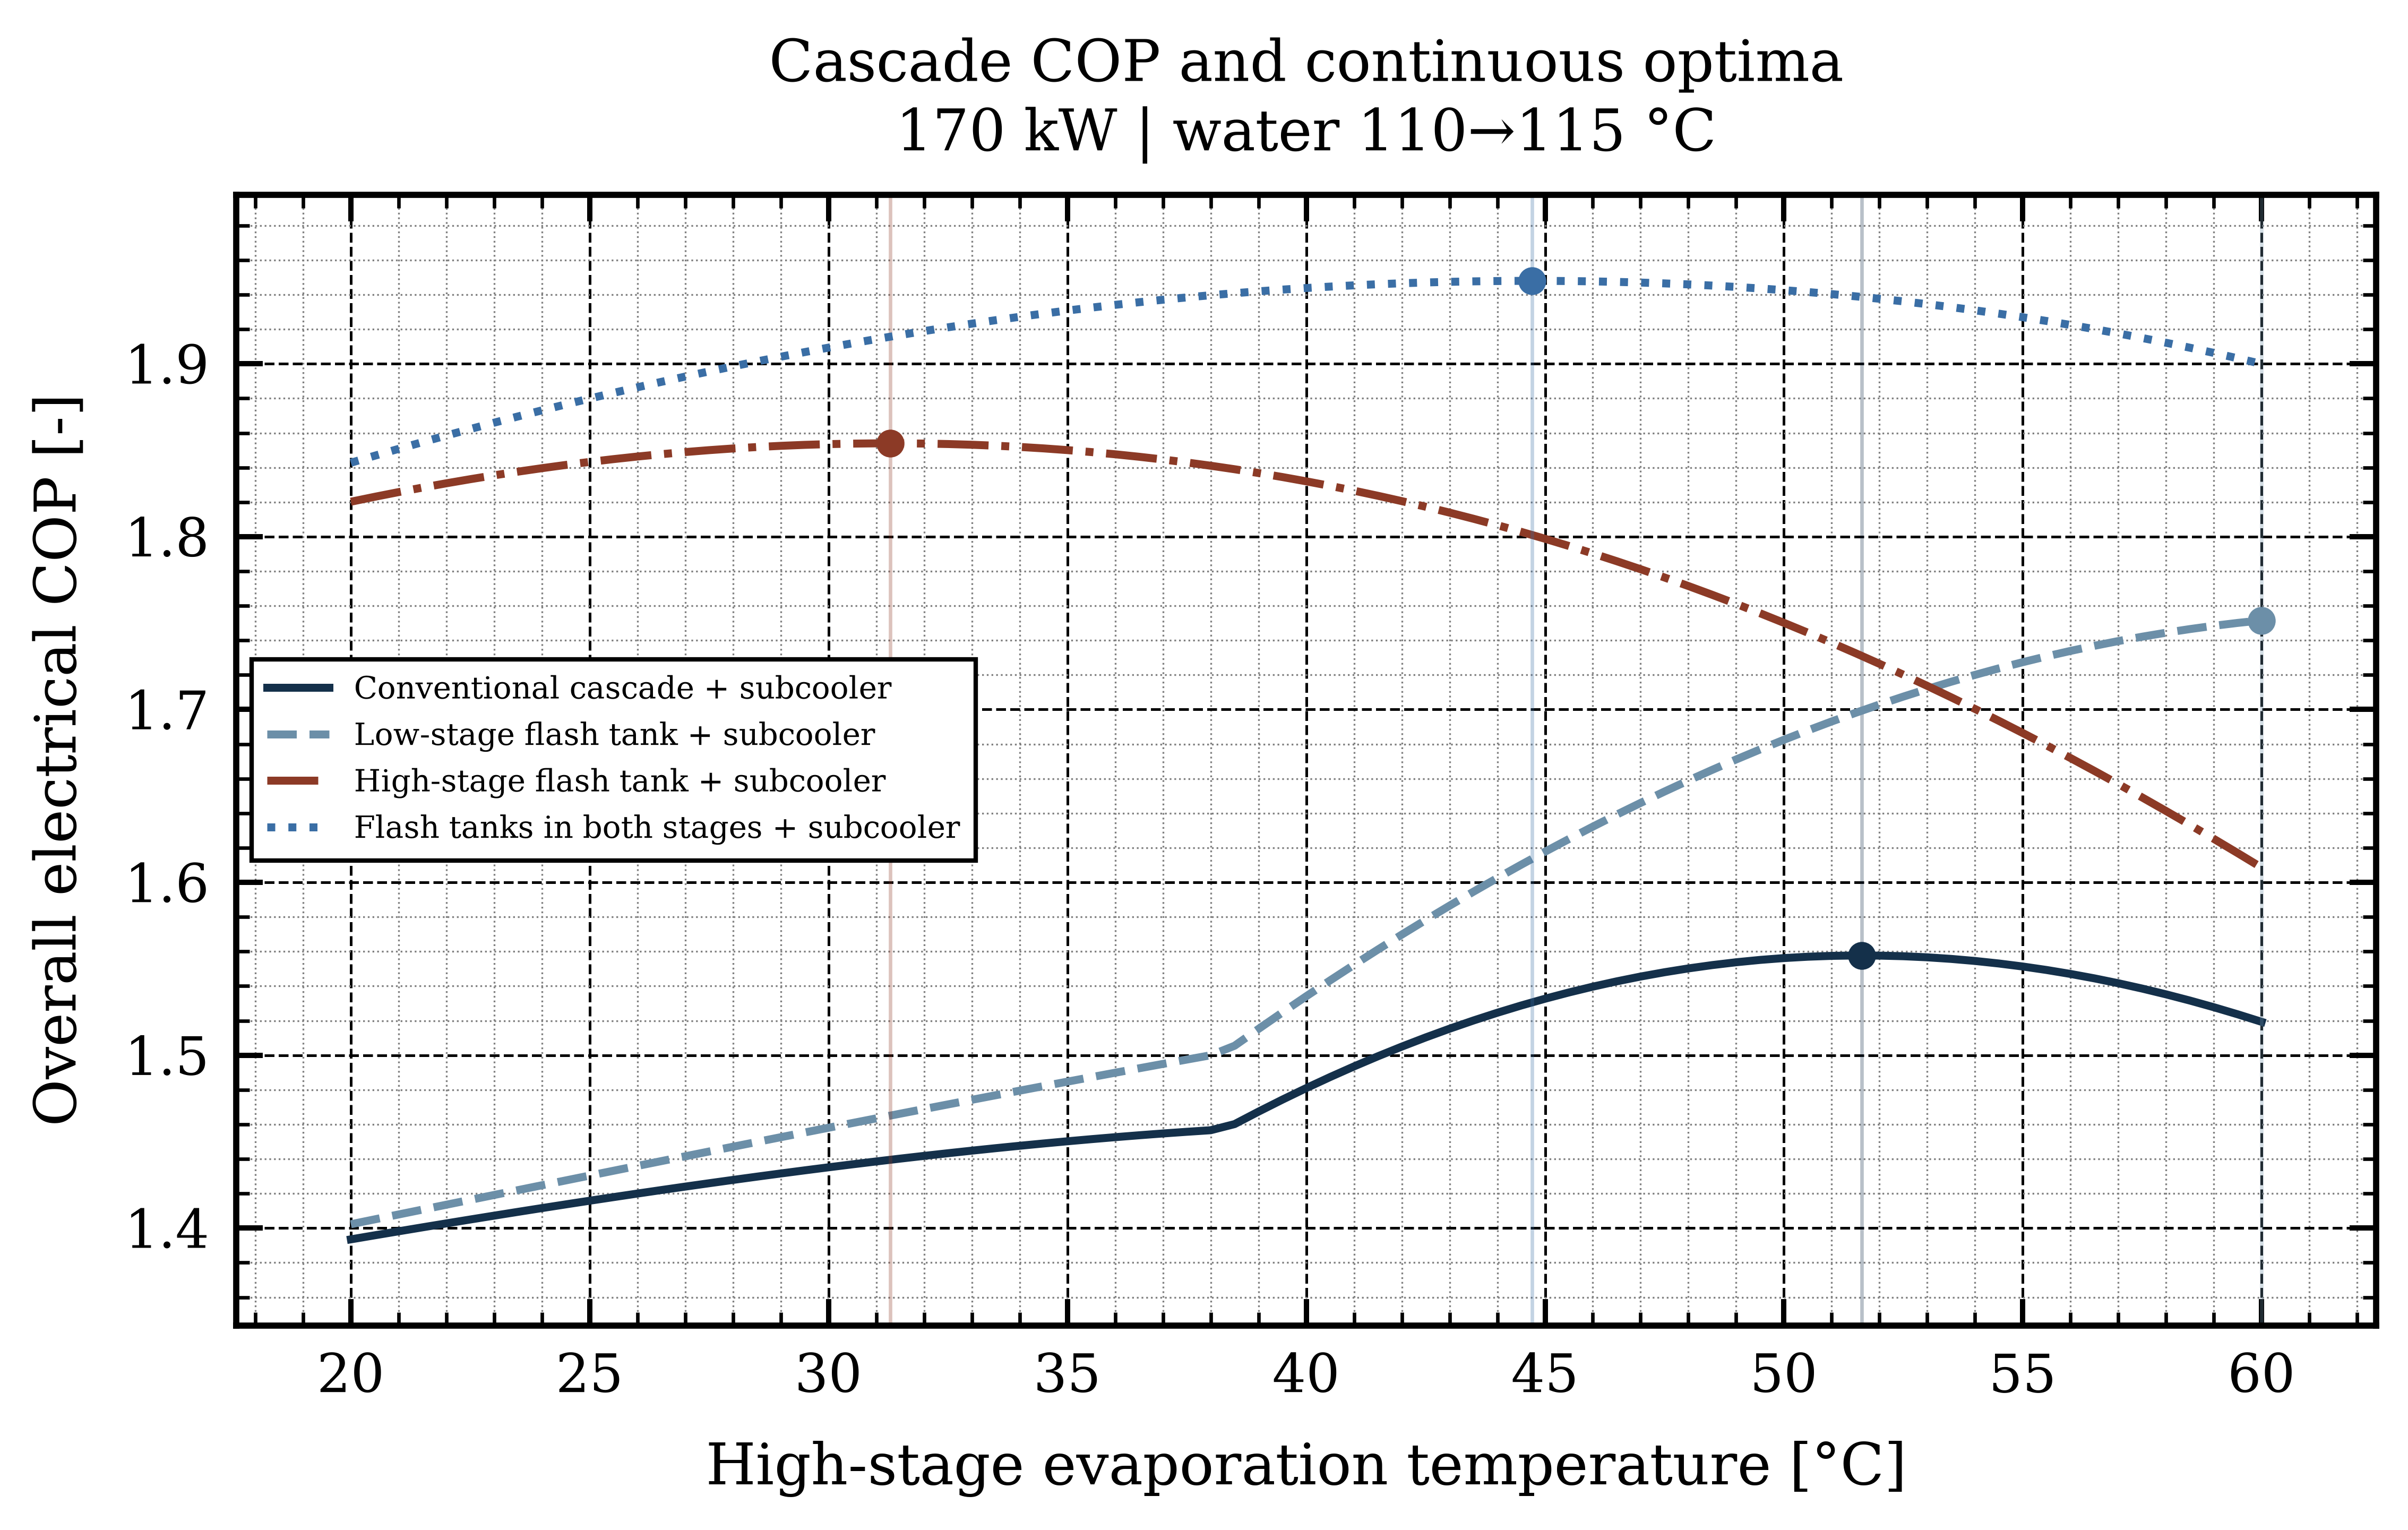 Cascade COP and continuous optima
170 kW | water 110→115 °C
Overall electrical COP [-]
1.9
1.8
1.7
1.6
1.5
1.4
Conventional cascade + subcooler
Low-stage flash tank + subcooler
High-stage flash tank + subcooler
Flash tanks in both stages + subcooler
20 25 30 35 40 45 50 55 60
High-stage evaporation temperature [°C]